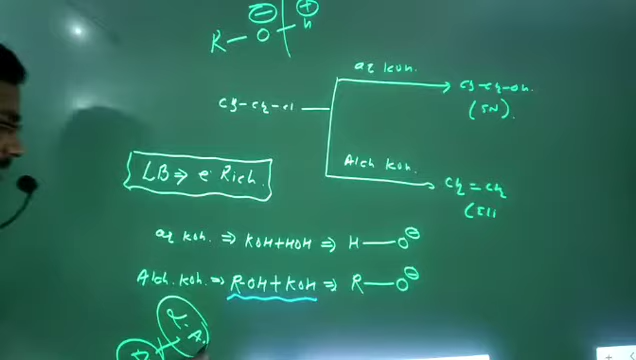 R-O⊖ | ⊕H
aq KOH. → CH3-CH2-OH.
CH3-CH2-Cl
(SN).
Alch KOH. → CH2=CH2
LB ⇒ e⁻ Rich.
aq KOH. ⇒ KOH+HOH ⇒ H—O⊖
Alch. KOH. ⇒ R-OH+KOH ⇒ R—O⊖